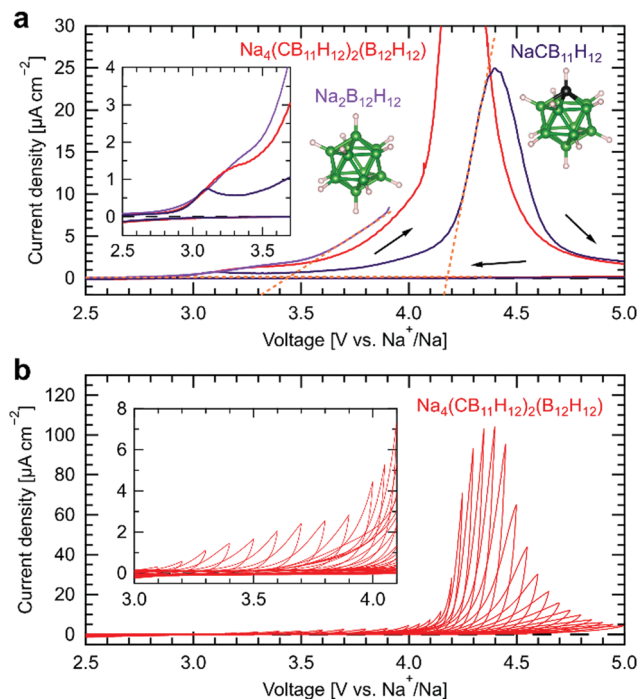 a
Na₄(CB₁₁H₁₂)₂(B₁₂H₁₂)
NaCB₁₁H₁₂
Na₂B₁₂H₁₂
30
25
20
15
10
5
0
Current density [µA cm⁻²]
4
3
2
1
0
2.5 3.0 3.5
2.5 3.0 3.5 4.0 4.5 5.0
Voltage [V vs. Na⁺/Na]
b
Na₄(CB₁₁H₁₂)₂(B₁₂H₁₂)
120
100
80
60
40
20
0
Current density [µA cm⁻²]
8
6
4
2
0
3.0 3.5 4.0
2.5 3.0 3.5 4.0 4.5 5.0
Voltage [V vs. Na⁺/Na]